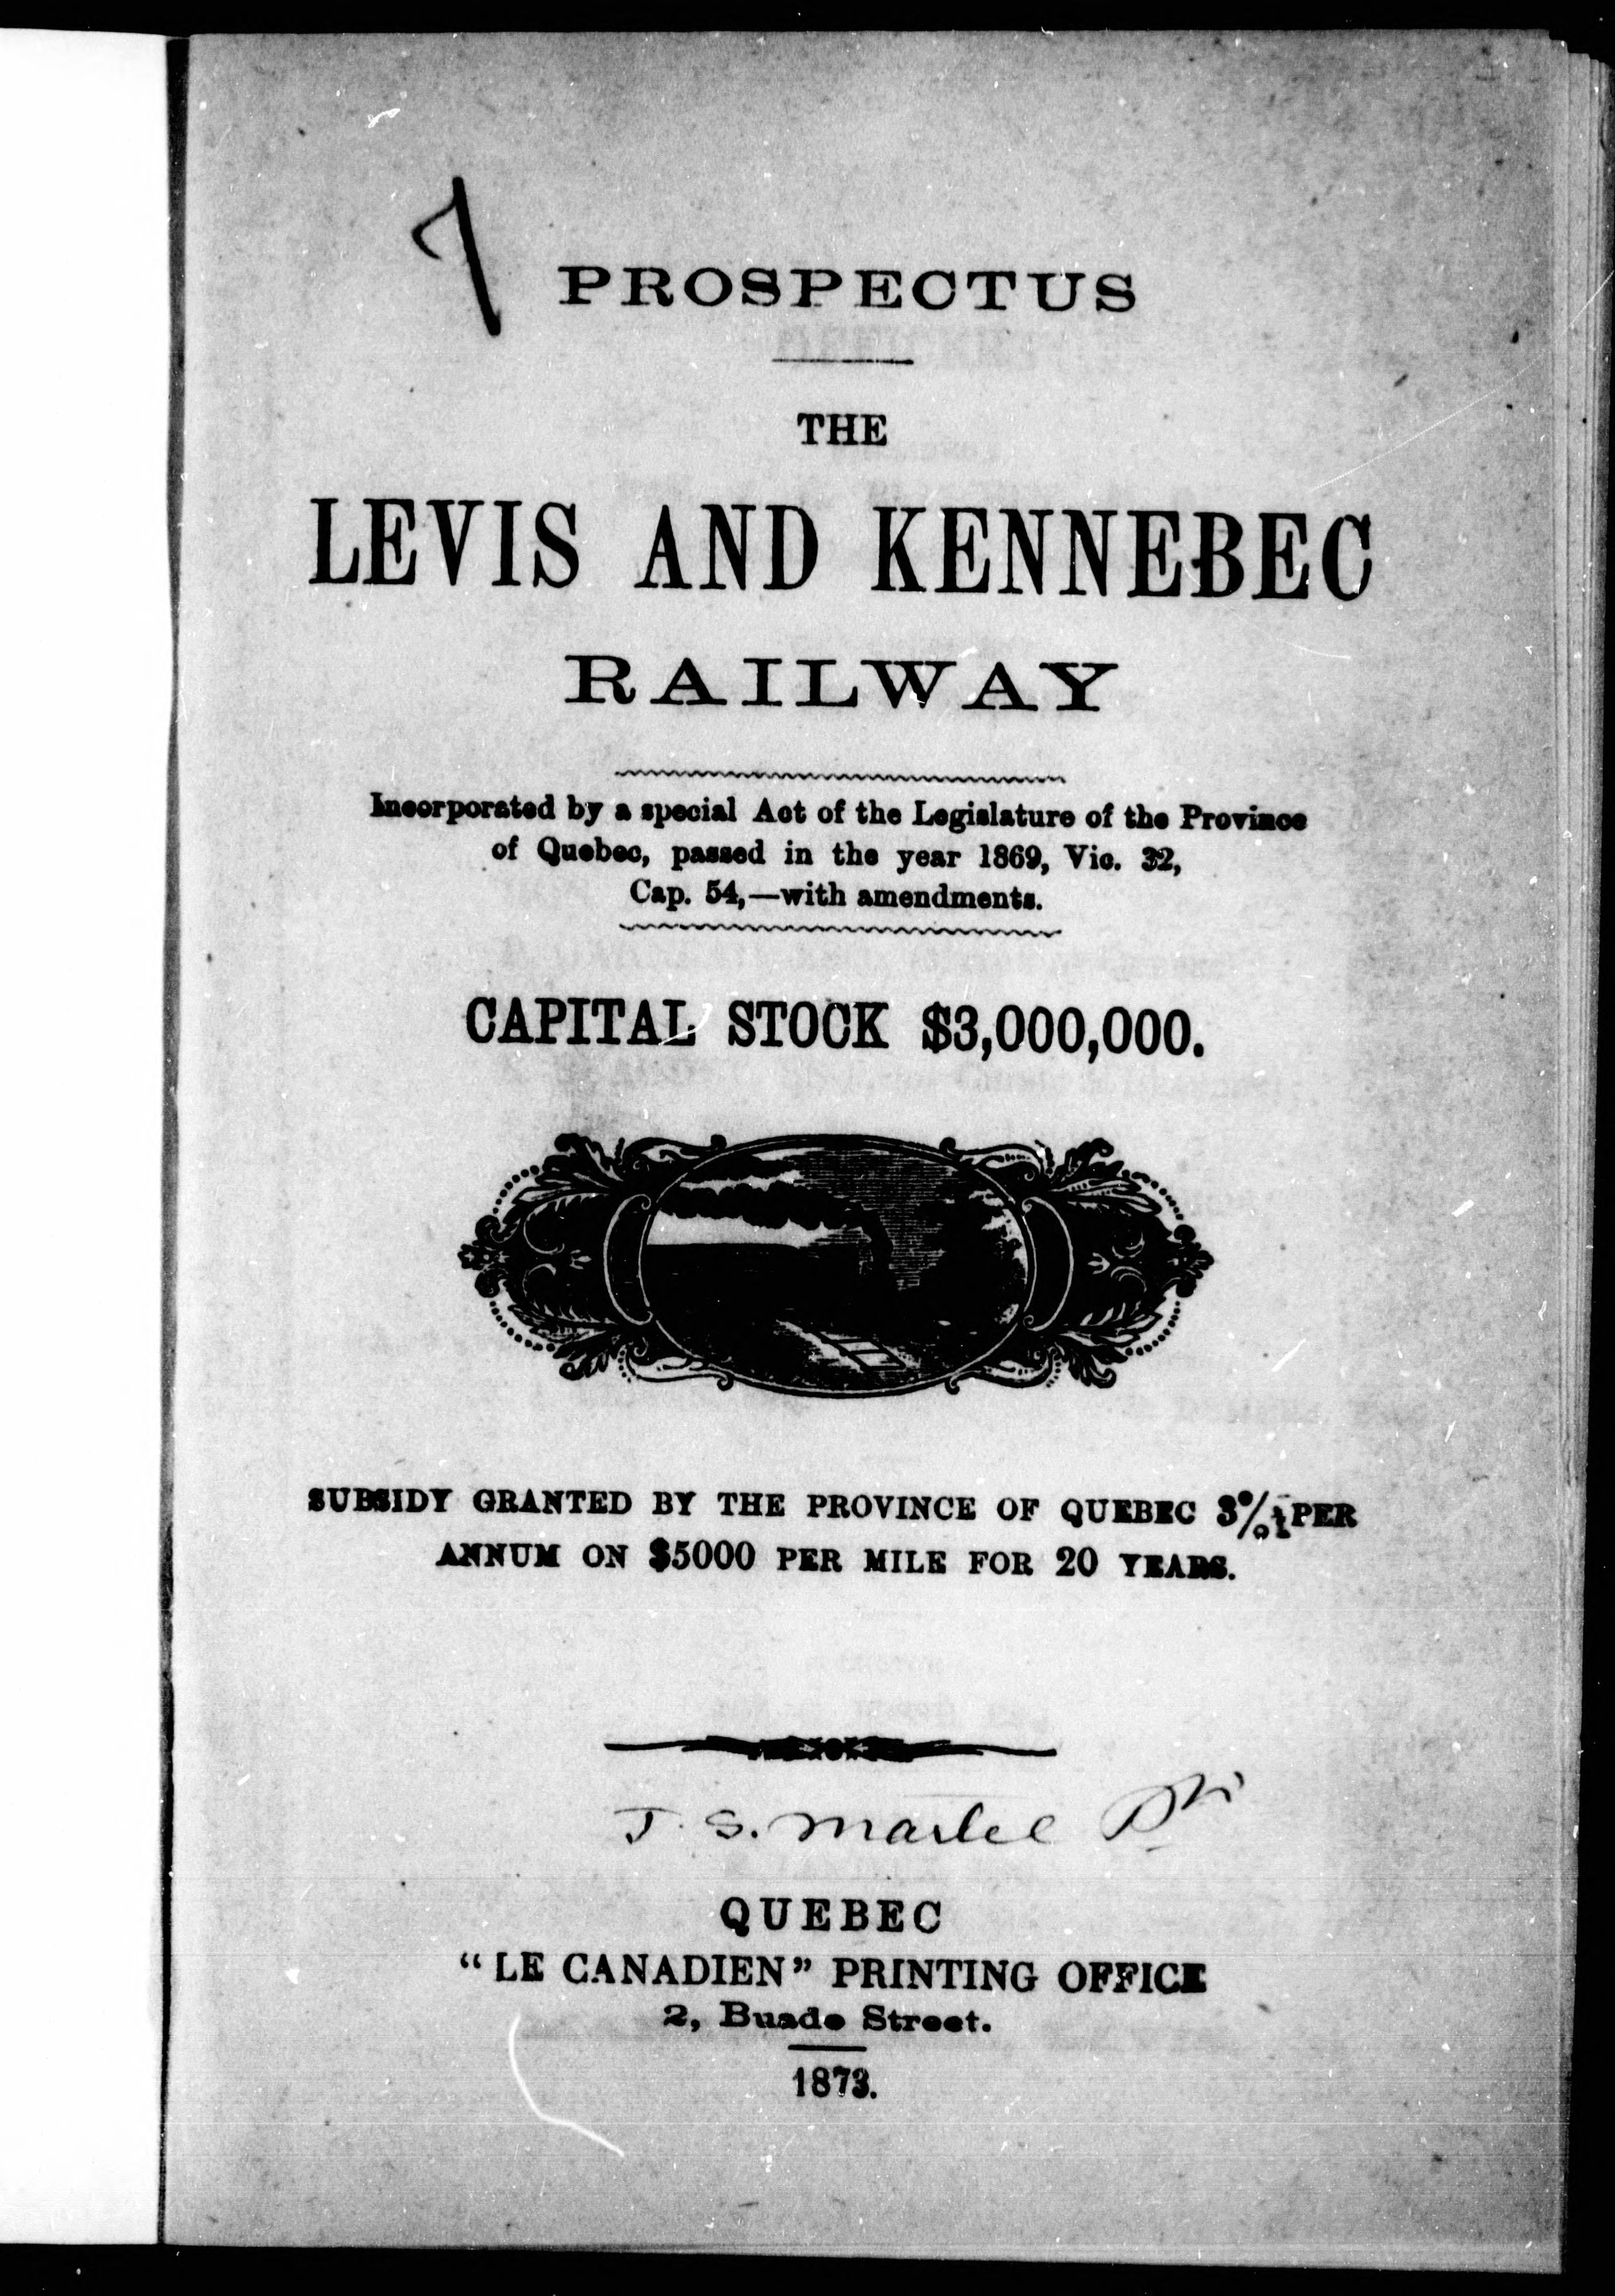 PROSPECTUS
THE
LEVIS AND KENNEBEC
RAILWAY
Incorporated by a special Act of the Legislature of the Province
of Quebec, passed in the year 1869, Vic. 32,
Cap. 54,—with amendments.
CAPITAL STOCK $3,000,000.
SUBSIDY GRANTED BY THE PROVINCE OF QUEBEC 3% ½ PER
ANNUM ON $5000 PER MILE FOR 20 YEARS.
J. S.
QUEBEC
"LE CANADIEN" PRINTING OFFICE
2, Buade Street.
1873.